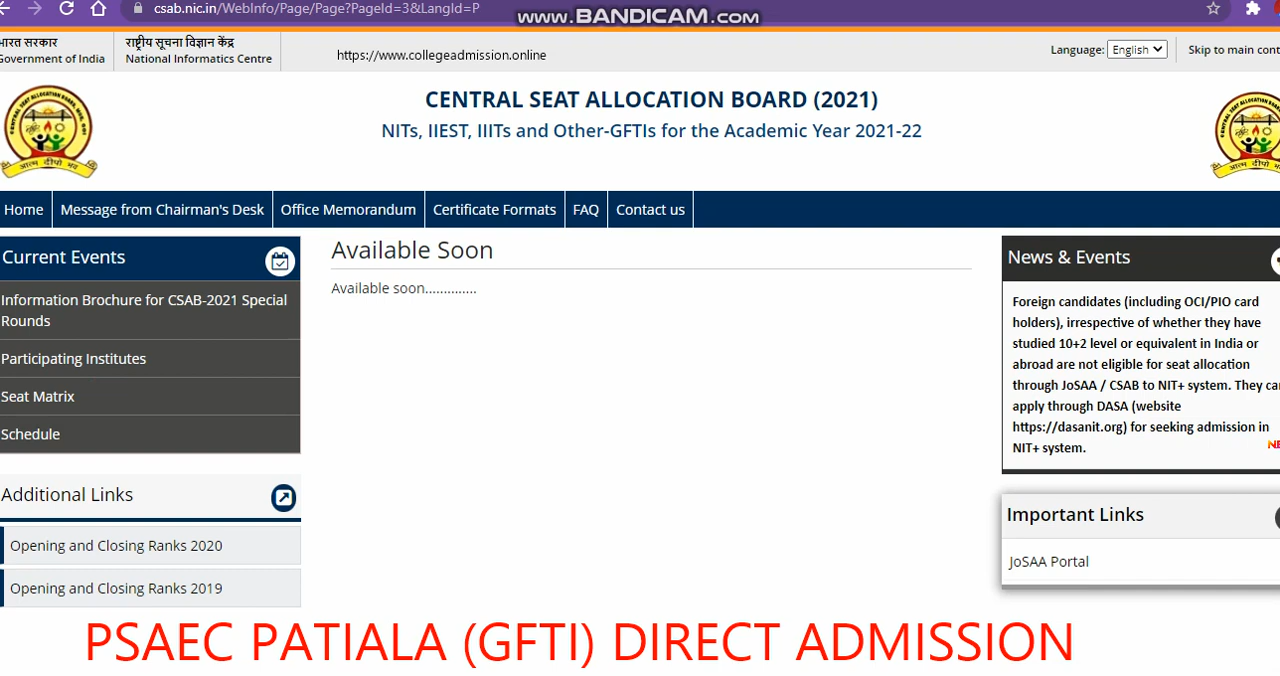 csab.nic.in/WebInfo/Page/Page?PageId=3&LangId=P
www.BANDICAM.com
भारत सरकार
Government of India
राष्ट्रीय सूचना विज्ञान केंद्र
National Informatics Centre
https://www.collegeadmission.online
Language: English
Skip to main cont
CENTRAL SEAT ALLOCATION BOARD (2021)
NITs, IIEST, IIITs and Other-GFTIs for the Academic Year 2021-22
Home Message from Chairman's Desk Office Memorandum Certificate Formats FAQ Contact us
Current Events
Information Brochure for CSAB-2021 Special
Rounds
Participating Institutes
Seat Matrix
Schedule
Additional Links
Opening and Closing Ranks 2020
Opening and Closing Ranks 2019
Available Soon
Available soon..............
News & Events
Foreign candidates (including OCI/PIO card
holders), irrespective of whether they have
studied 10+2 level or equivalent in India or
abroad are not eligible for seat allocation
through JoSAA / CSAB to NIT+ system. They can
apply through DASA (website
https://dasanit.org) for seeking admission in
NIT+ system.
Important Links
JoSAA Portal
PSAEC PATIALA (GFTI) DIRECT ADMISSION